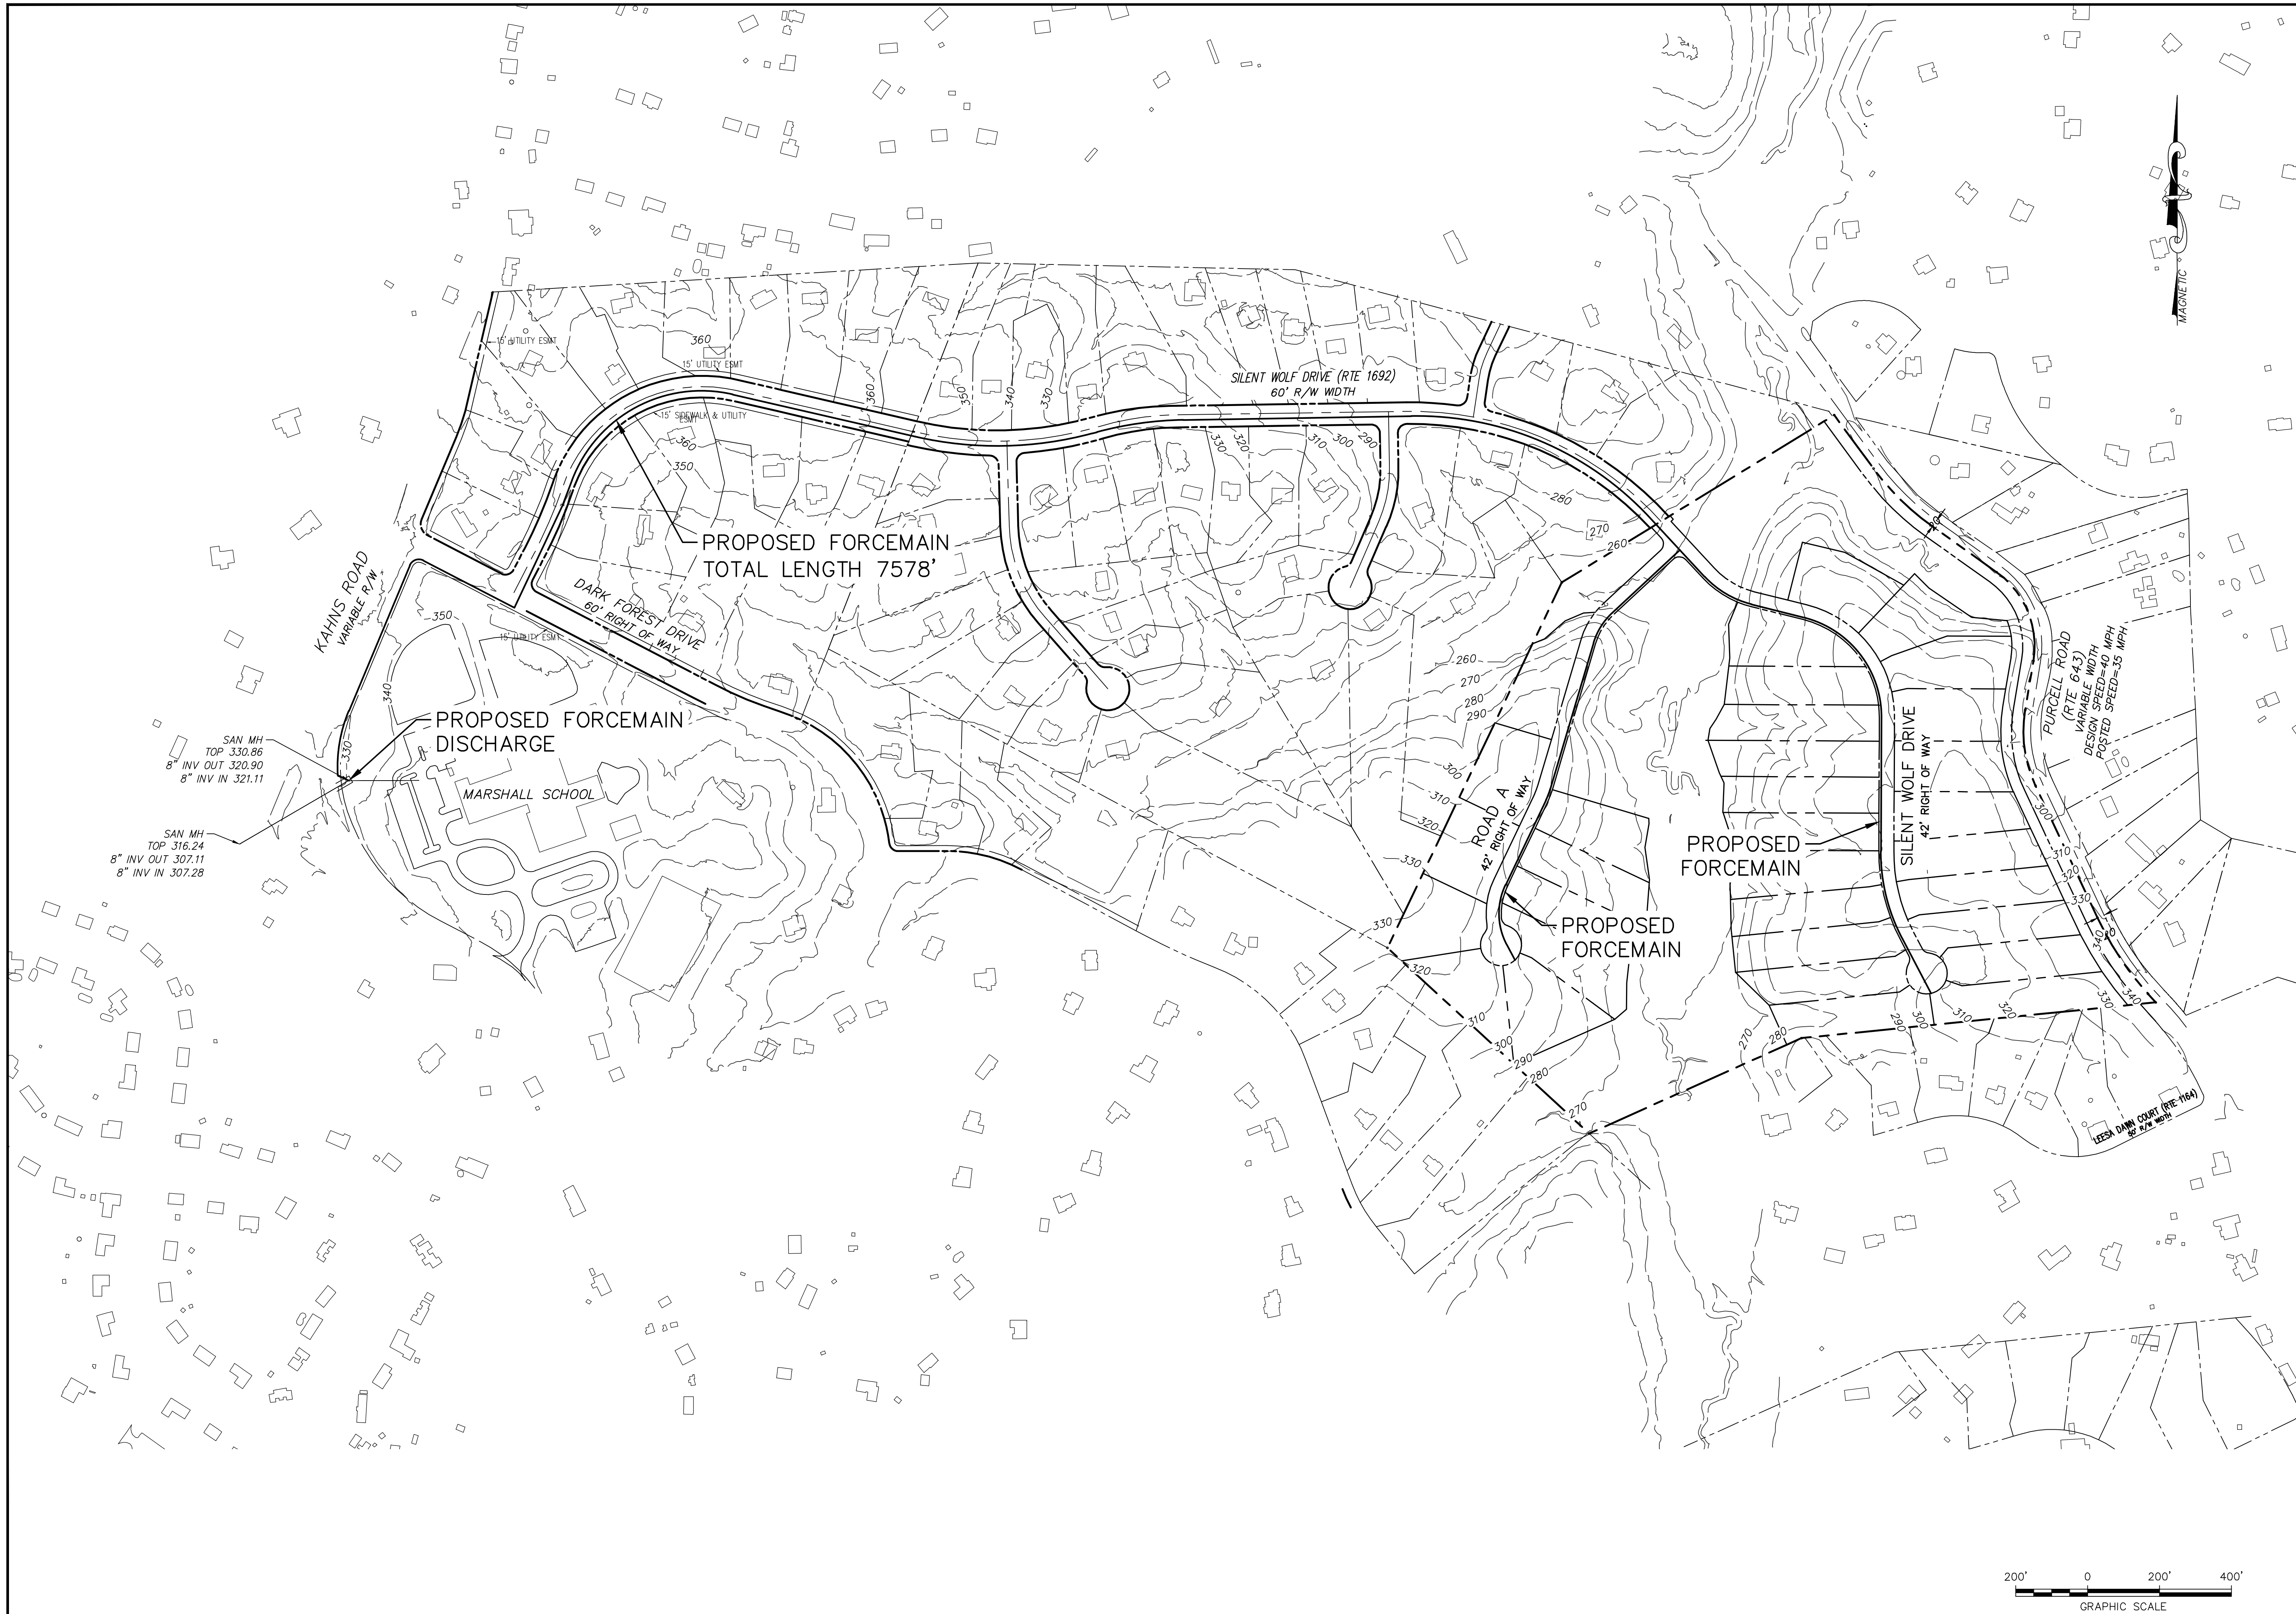 MAGNETIC
15' UTILITY ESMT
360
15' UTILITY ESMT
SILENT WOLF DRIVE (RTE 1692)
60' R/W WIDTH
360
350
340
330
15' SIDEWALK & UTILITY
ESMT
360
350
330
320
310
300
290
280
270
260
PROPOSED FORCEMAIN
TOTAL LENGTH 7578'
KAHNS ROAD
VARIABLE R/W
DARK FOREST DRIVE
60' RIGHT OF WAY
15' UTILITY ESMT
350
340
330
PROPOSED FORCEMAIN
DISCHARGE
SAN MH
TOP 330.86
8" INV OUT 320.90
8" INV IN 321.11
SAN MH
TOP 316.24
8" INV OUT 307.11
8" INV IN 307.28
MARSHALL SCHOOL
260
270
280
290
300
310
320
330
330
320
310
300
290
280
270
ROAD A
42' RIGHT OF WAY
PROPOSED
FORCEMAIN
PROPOSED
FORCEMAIN
SILENT WOLF DRIVE
42' RIGHT OF WAY
PURCELL ROAD
(RTE 643)
VARIABLE WIDTH
DESIGN SPEED=40 MPH
POSTED SPEED=35 MPH
300
310
320
330
340
270
280
290
300
310
320
330
340
LEESA DAWN COURT (RTE 1164)
50' R/W WIDTH
200'
0
200'
400'
GRAPHIC SCALE